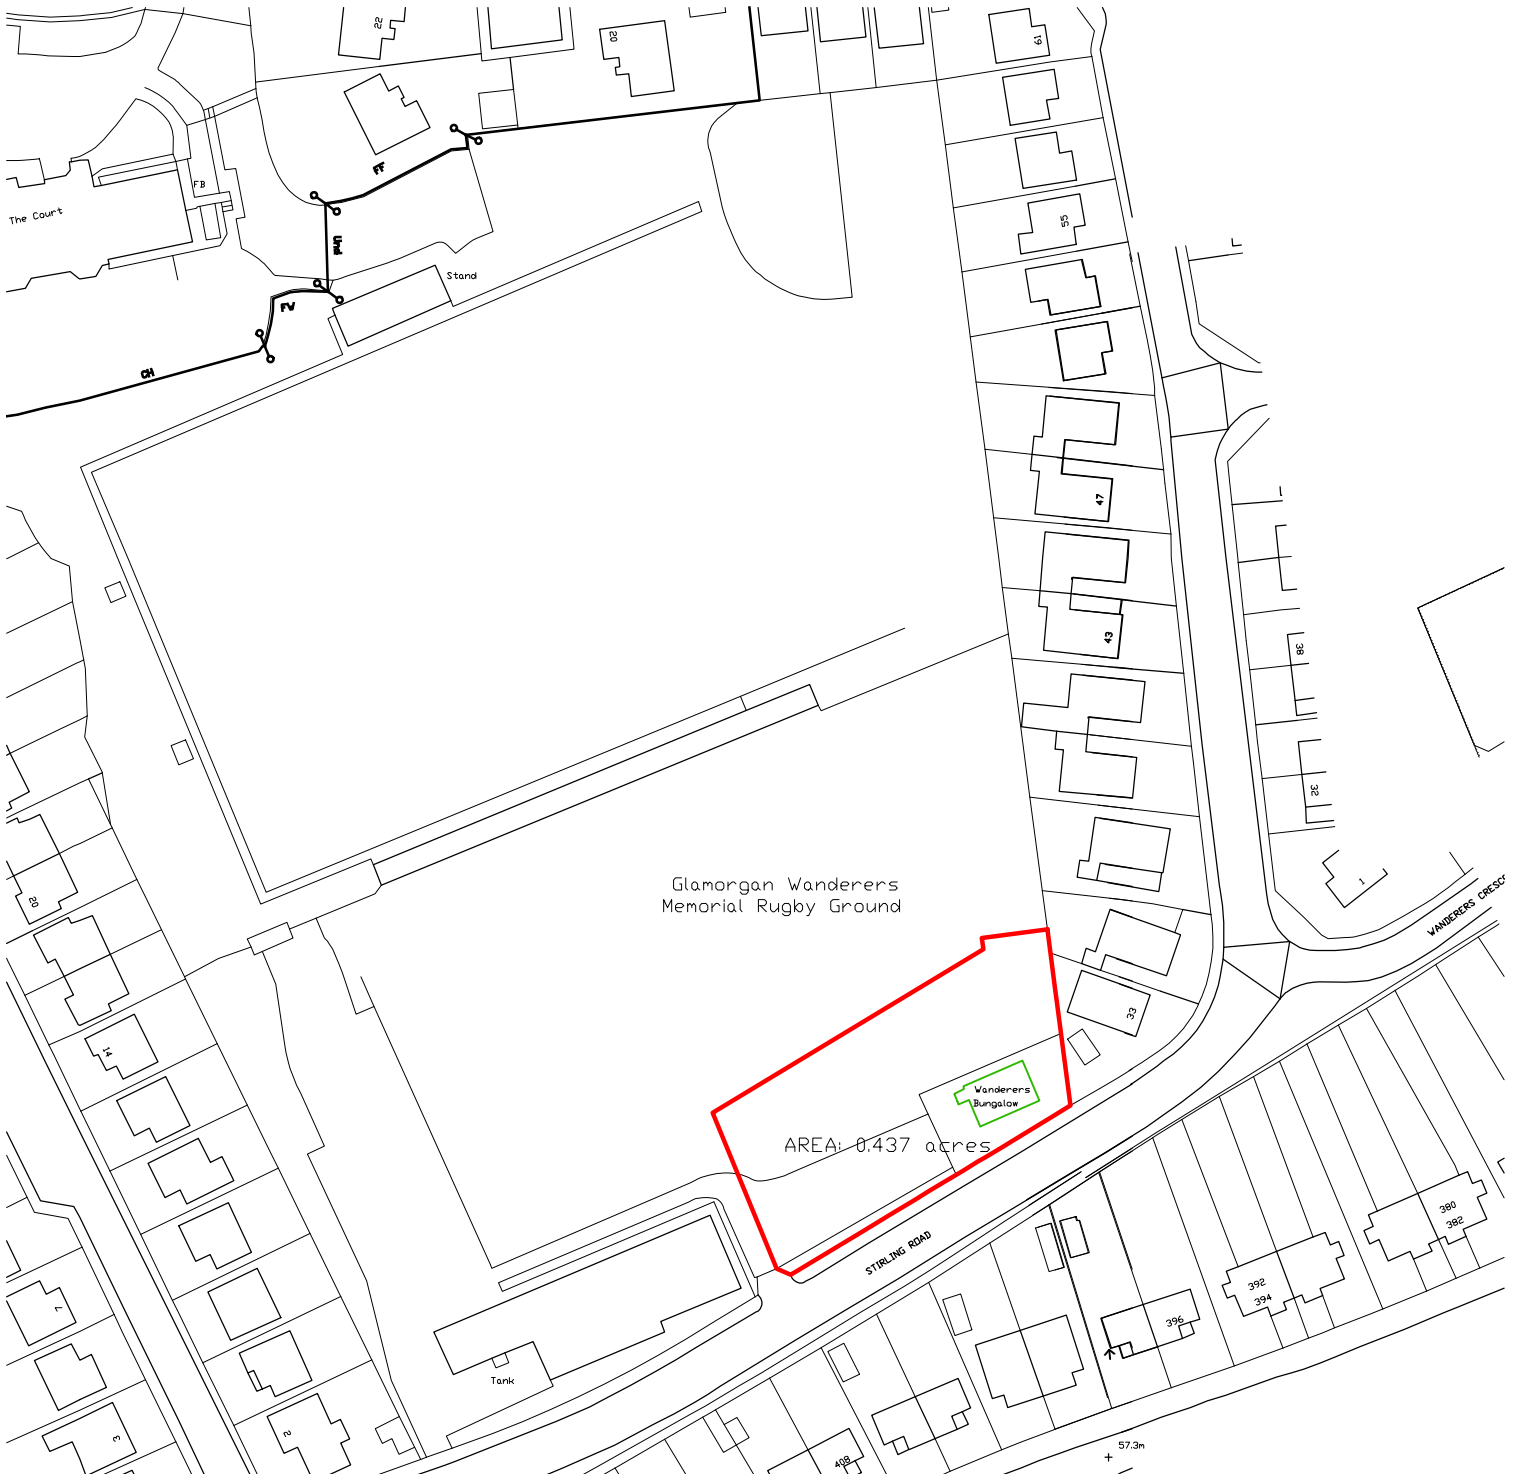 22
20
19
FB
FF
The Court
55
Und
Stand
FW
CH
47
43
38
32
1
20
Glamorgan Wanderers
Memorial Rugby Ground
WANDERERS CRESC
33
14
Wanderers
Bungalow
AREA: 0.437 acres
STIRLING ROAD
380
382
392
394
396
7
Tank
3
2
408
57.3m